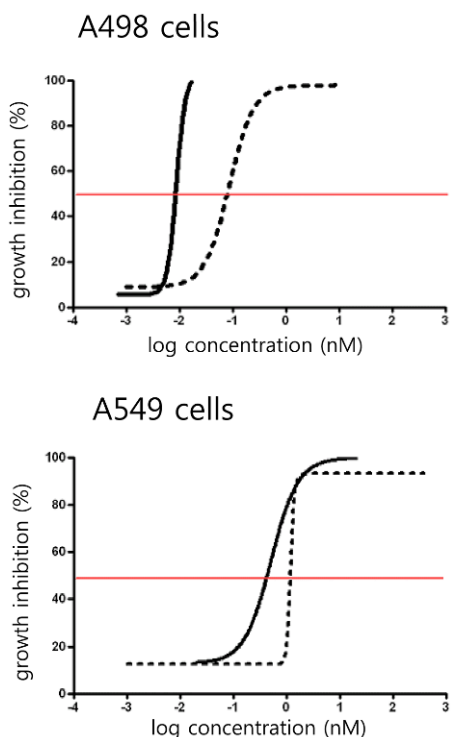 A498 cells
growth inhibition (%)
100
80
60
40
20
0
-4 -3 -2 -1 0 1 2 3
log concentration (nM)
A549 cells
growth inhibition (%)
100
80
60
40
20
0
-4 -3 -2 -1 0 1 2 3
log concentration (nM)